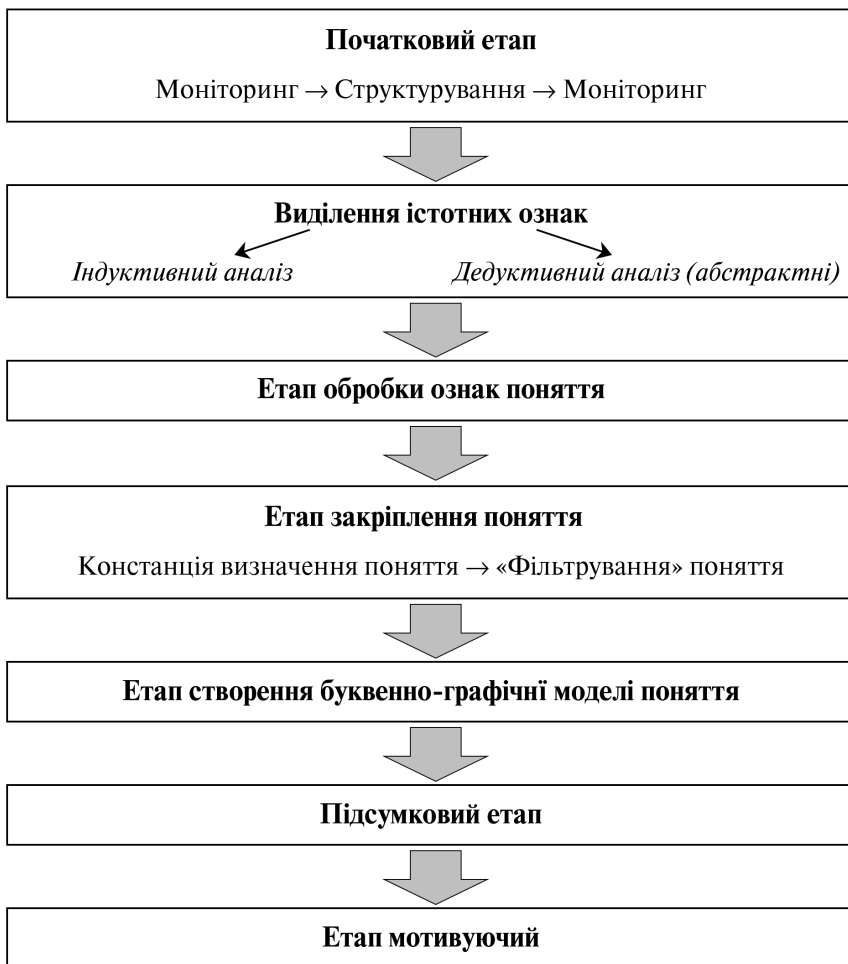 Початковий етап
Моніторинг → Структурування → Моніторинг
Виділення істотних ознак
Індуктивний аналіз Дедуктивний аналіз (абстрактні)
Етап обробки ознак поняття
Етап закріплення поняття
Констанція визначення поняття → «Фільтрування» поняття
Етап створення буквенно-графічнї моделі поняття
Підсумковий етап
Етап мотивуючий